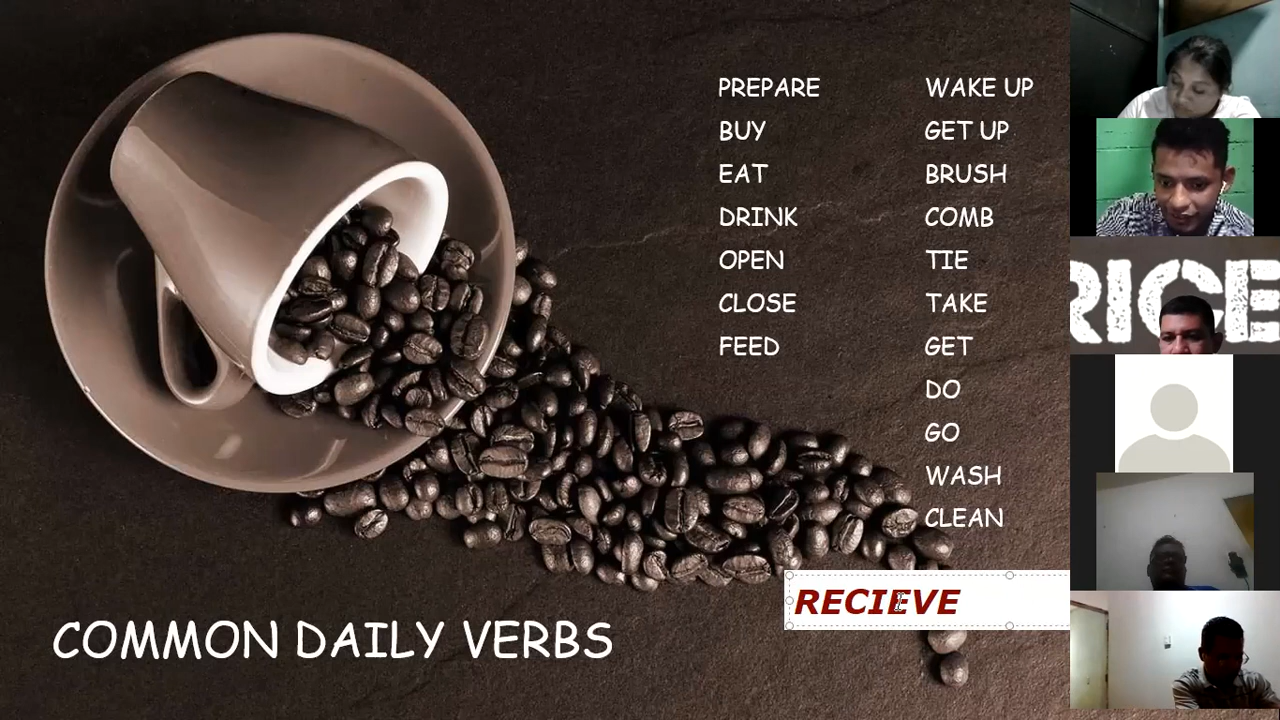 PREPARE
BUY
EAT
DRINK
OPEN
CLOSE
FEED
WAKE UP
GET UP
BRUSH
COMB
TIE
TAKE
GET
DO
GO
WASH
CLEAN
RECIEVE
COMMON DAILY VERBS
RICE